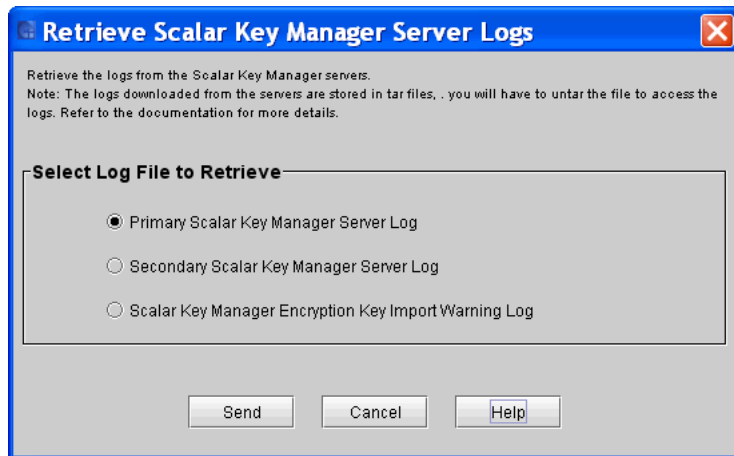 Retrieve Scalar Key Manager Server Logs
Retrieve the logs from the Scalar Key Manager servers.
Note: The logs downloaded from the servers are stored in tar files, . you will have to untar the file to access the
logs. Refer to the documentation for more details.
Select Log File to Retrieve
Primary Scalar Key Manager Server Log
Secondary Scalar Key Manager Server Log
Scalar Key Manager Encryption Key Import Warning Log
Send Cancel Help